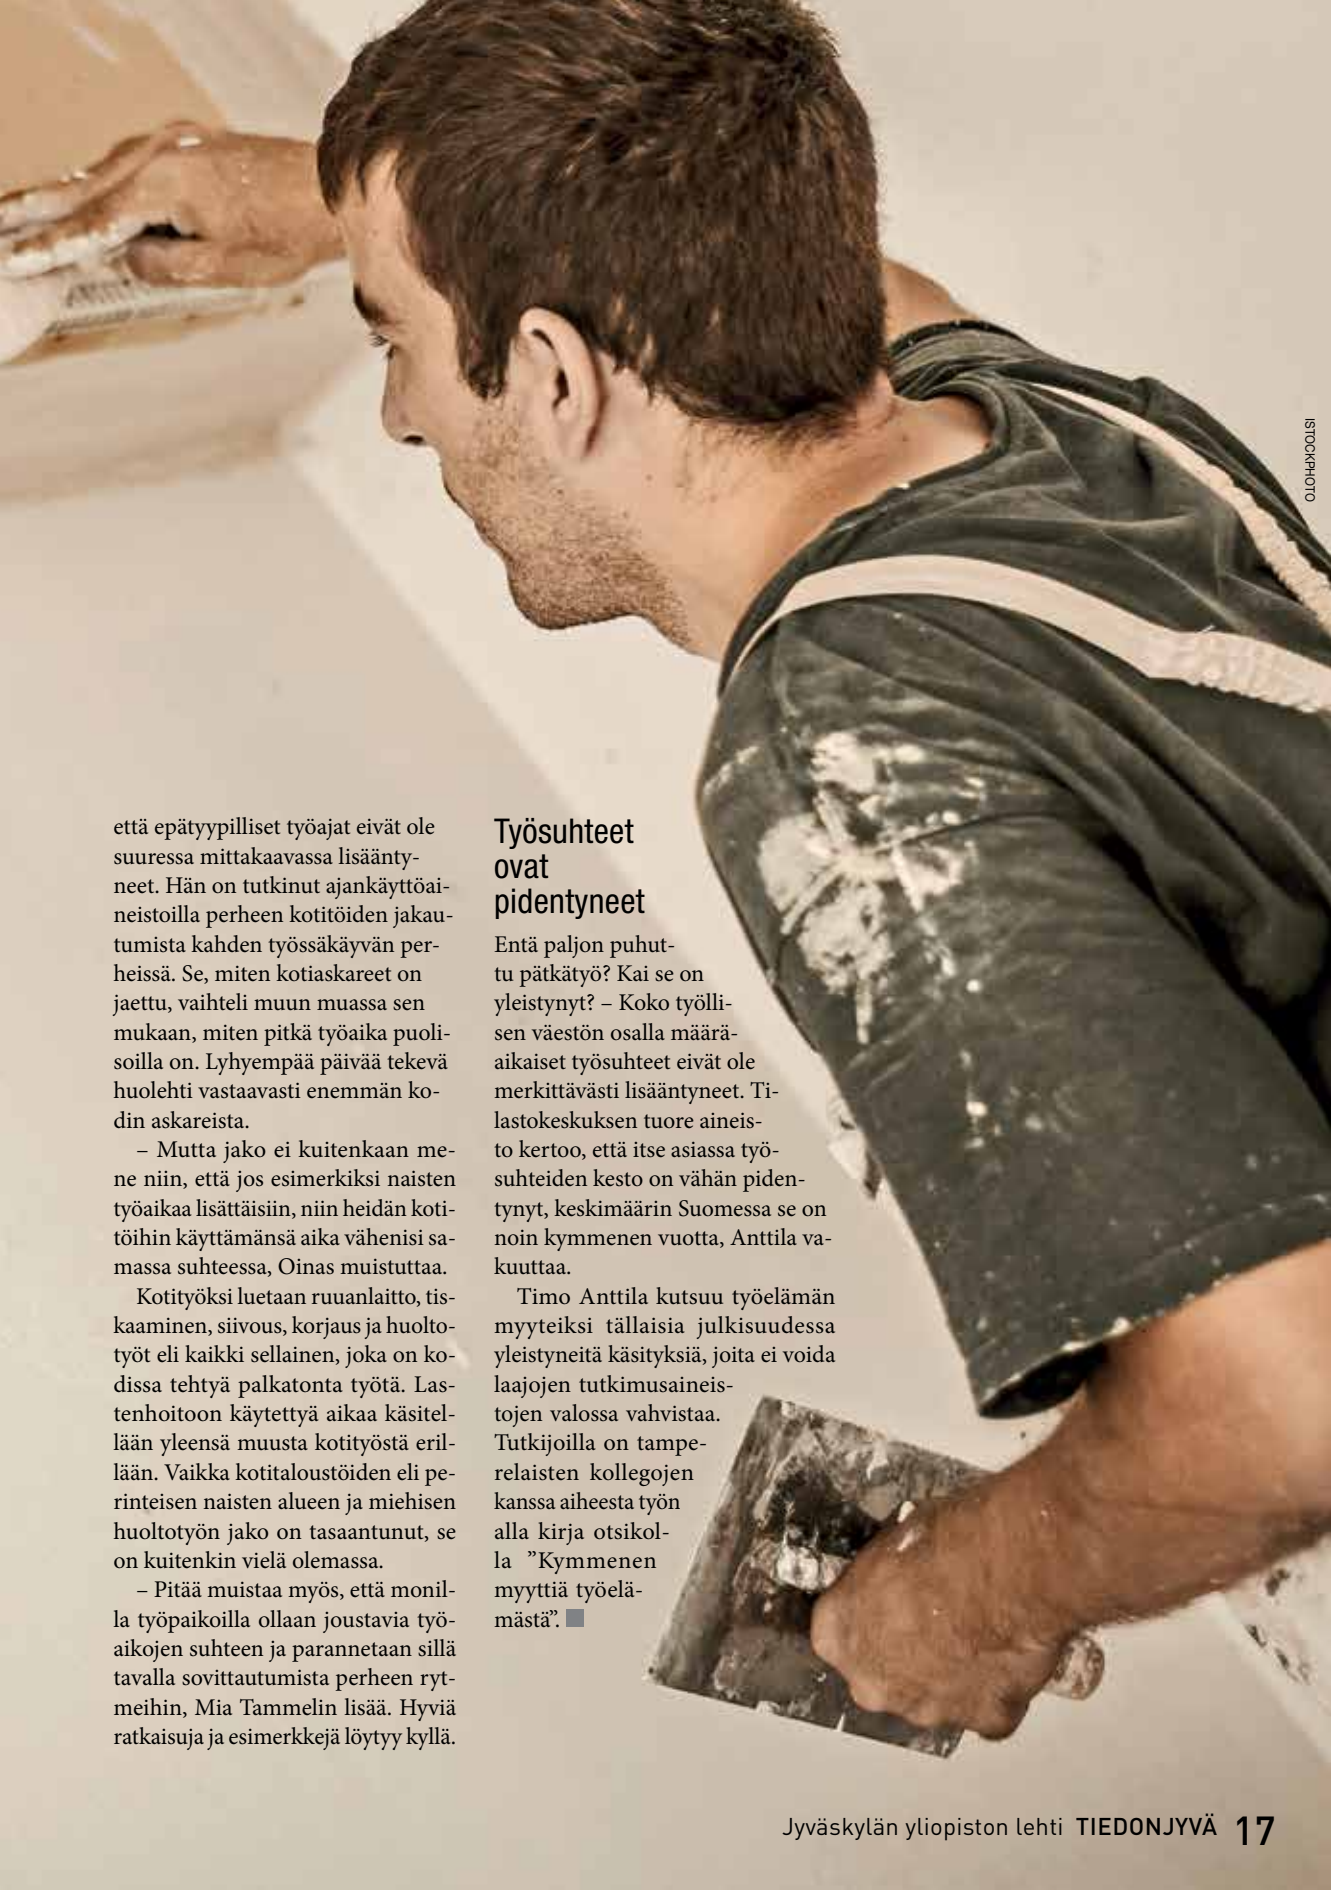 että epätyypilliset työajat eivät ole
suuressa mittakaavassa lisäänty-
neet. Hän on tutkinut ajankäyttöai-
neistoilla perheen kotitöiden jakau-
tumista kahden työssäkäyvän per-
heissä. Se, miten kotiaskareet on
jaettu, vaihteli muun muassa sen
mukaan, miten pitkä työaika puoli-
soilla on. Lyhyempää päivää tekevä
huolehti vastaavasti enemmän ko-
din askareista.
– Mutta jako ei kuitenkaan me-
ne niin, että jos esimerkiksi naisten
työaikaa lisättäisiin, niin heidän koti-
töihin käyttämänsä aika vähenisi sa-
massa suhteessa, Oinas muistuttaa.
Kotityöksi luetaan ruuanlaitto, tis-
kaaminen, siivous, korjaus ja huolto-
työt eli kaikki sellainen, joka on ko-
dissa tehtyä palkatonta työtä. Las-
tenhoitoon käytettyä aikaa käsitel-
lään yleensä muusta kotityöstä eril-
lään. Vaikka kotitaloustöiden eli pe-
rinteisen naisten alueen ja miehisen
huoltotyön jako on tasaantunut, se
on kuitenkin vielä olemassa.
– Pitää muistaa myös, että monil-
la työpaikoilla ollaan joustavia työ-
aikojen suhteen ja parannetaan sillä
tavalla sovittautumista perheen ryt-
meihin, Mia Tammelin lisää. Hyviä
ratkaisuja ja esimerkkejä löytyy kyllä.
Työsuhteet
ovat
pidentyneet
Entä paljon puhut-
tu pätkätyö? Kai se on
yleistynyt? – Koko työlli-
sen väestön osalla määrä-
aikaiset työsuhteet eivät ole
merkittävästi lisääntyneet. Ti-
lastokeskuksen tuore aineis-
to kertoo, että itse asiassa työ-
suhteiden kesto on vähän piden-
tynyt, keskimäärin Suomessa se on
noin kymmenen vuotta, Anttila va-
kuuttaa.
Timo Anttila kutsuu työelämän
myyteiksi tällaisia julkisuudessa
yleistyneitä käsityksiä, joita ei voida
laajojen tutkimusaineis-
tojen valossa vahvistaa.
Tutkijoilla on tampe-
relaisten kollegojen
kanssa aiheesta työn
alla kirja otsikol-
la ”Kymmenen
myyttiä työelä-
mästä”.
ISTOCKPHOTO
Jyväskylän yliopiston lehti TIEDONJYVÄ 17